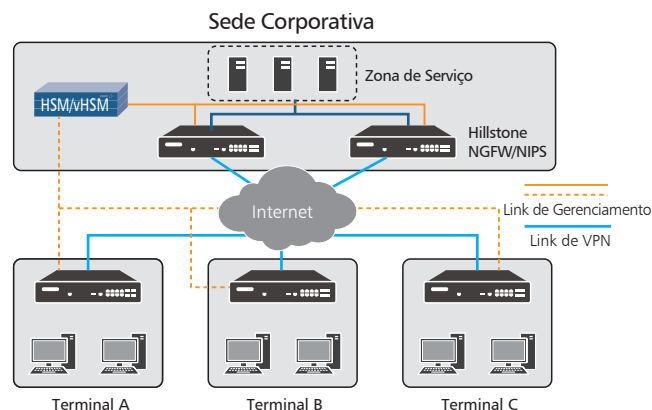 Sede Corporativa
Zona de Serviço
HSM/vHSM
Hillstone
NGFW/NIPS
Internet
Link de Gerenciamento
Link de VPN
Terminal A
Terminal B
Terminal C